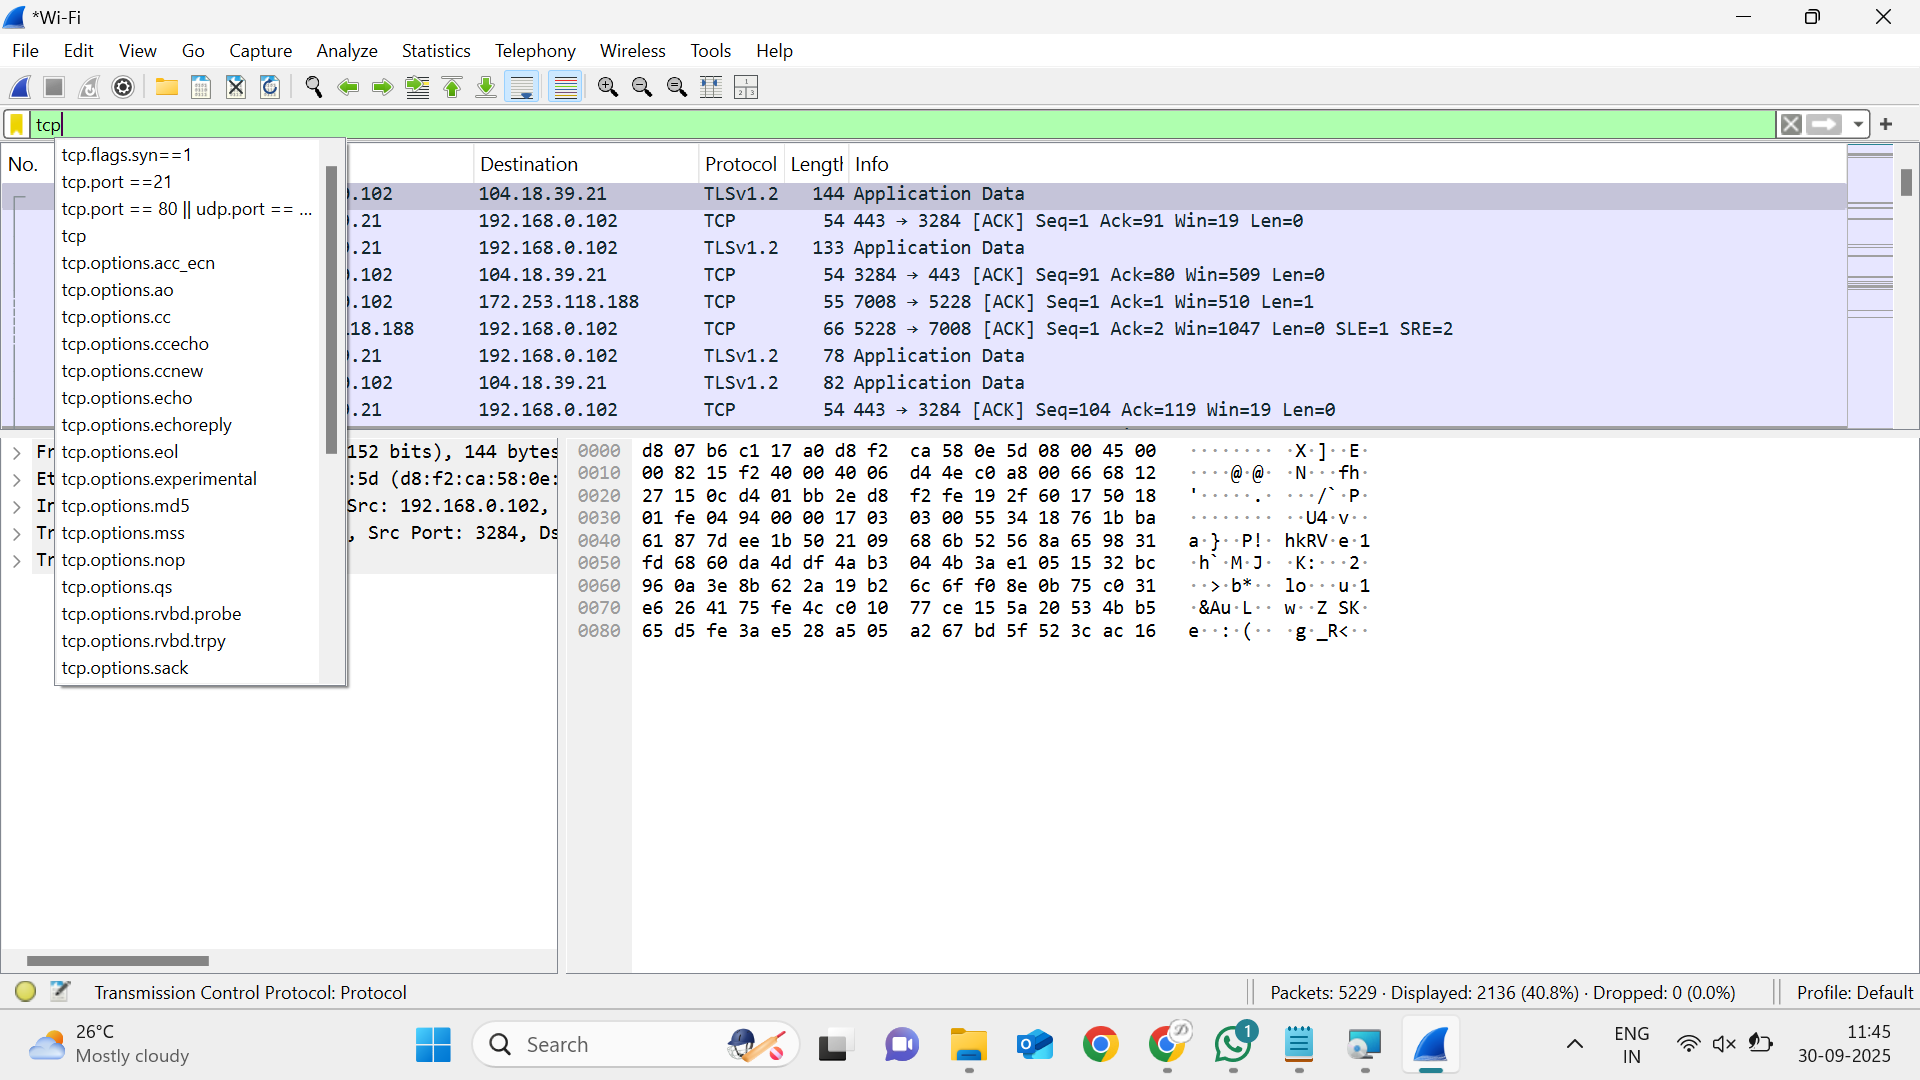 *Wi-Fi
File Edit View Go Capture Analyze Statistics Telephony Wireless Tools Help
tcp
tcp.flags.syn==1
tcp.port ==21
tcp.port == 80 || udp.port == ...
tcp
tcp.options.acc_ecn
tcp.options.ao
tcp.options.cc
tcp.options.ccecho
tcp.options.ccnew
tcp.options.echo
tcp.options.echoreply
tcp.options.eol
tcp.options.experimental
tcp.options.md5
tcp.options.mss
tcp.options.nop
tcp.options.qs
tcp.options.rvbd.probe
tcp.options.rvbd.trpy
tcp.options.sack
No. Destination Protocol Length Info
.102 104.18.39.21 TLSv1.2 144 Application Data
.21 192.168.0.102 TCP 54 443 → 3284 [ACK] Seq=1 Ack=91 Win=19 Len=0
.21 192.168.0.102 TLSv1.2 133 Application Data
.102 104.18.39.21 TCP 54 3284 → 443 [ACK] Seq=91 Ack=80 Win=509 Len=0
.102 172.253.118.188 TCP 55 7008 → 5228 [ACK] Seq=1 Ack=1 Win=510 Len=1
18.188 192.168.0.102 TCP 66 5228 → 7008 [ACK] Seq=1 Ack=2 Win=1047 Len=0 SLE=1 SRE=2
.21 192.168.0.102 TLSv1.2 78 Application Data
.102 104.18.39.21 TLSv1.2 82 Application Data
.21 192.168.0.102 TCP 54 443 → 3284 [ACK] Seq=104 Ack=119 Win=19 Len=0
Fr 152 bits), 144 bytes
Et :5d (d8:f2:ca:58:0e:
In Src: 192.168.0.102,
Tr , Src Port: 3284, Ds
Tr
0000 d8 07 b6 c1 17 a0 d8 f2 ca 58 0e 5d 08 00 45 00 ········ ·X·]··E·
0010 00 82 15 f2 40 00 40 06 d4 4e c0 a8 00 66 68 12 ····@·@· ·N···fh·
0020 27 15 0c d4 01 bb 2e d8 f2 fe 19 2f 60 17 50 18 '·····.· ···/`·P·
0030 01 fe 04 94 00 00 17 03 03 00 55 34 18 76 1b ba ········ ··U4·v··
0040 61 87 7d ee 1b 50 21 09 68 6b 52 56 8a 65 98 31 a·}··P!· hkRV·e·1
0050 fd 68 60 da 4d df 4a b3 04 4b 3a e1 05 15 32 bc ·h`·M·J· ·K:···2·
0060 96 0a 3e 8b 62 2a 19 b2 6c 6f f0 8e 0b 75 c0 31 ··>·b*·· lo···u·1
0070 e6 26 41 75 fe 4c c0 10 77 ce 15 5a 20 53 4b b5 ·&Au·L·· w··Z SK·
0080 65 d5 fe 3a e5 28 a5 05 a2 67 bd 5f 52 3c ac 16 e··:·(·· ·g·_R<··
Transmission Control Protocol: Protocol
Packets: 5229 · Displayed: 2136 (40.8%) · Dropped: 0 (0.0%)
Profile: Default
26°C
Mostly cloudy
Search
1
ENG
IN
11:45
30-09-2025